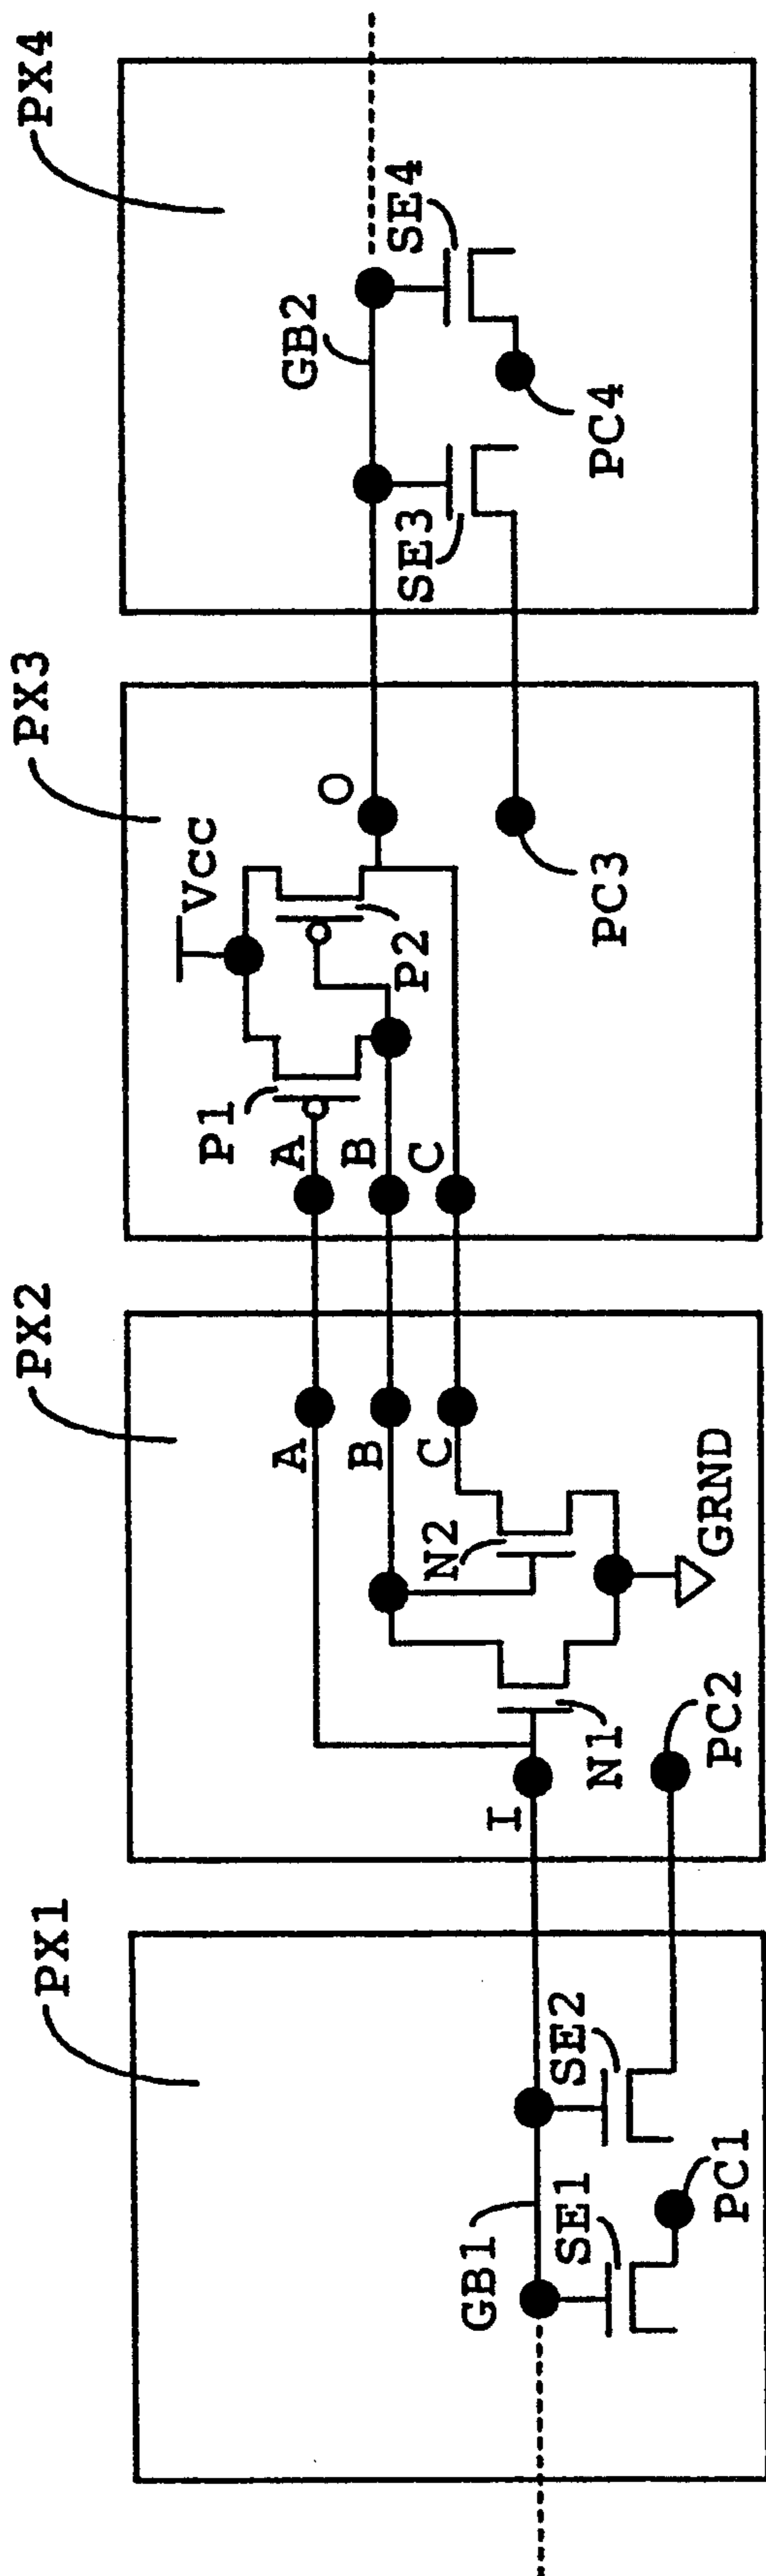 PX1
GB1
SE1
SE2
PC1
PX2
A
B
C
I
N1
N2
GRND
PC2
PX3
Vcc
P1
P2
A
B
C
O
PC3
PX4
GB2
SE3
SE4
PC4